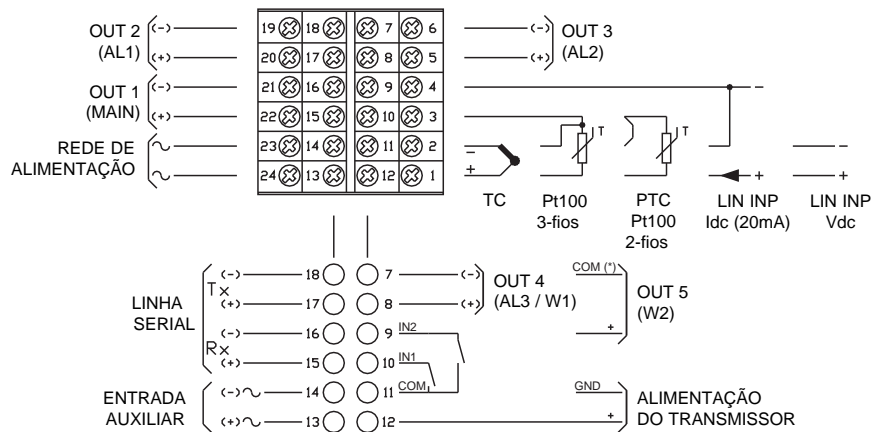 OUT 2 (-) 19 18 7 6 (-) OUT 3
(AL1) (+) 20 17 8 5 (+) (AL2)
OUT 1 (-) 21 16 9 4 -
(MAIN) (+) 22 15 10 3 T T
REDE DE 23 14 11 2 - -
ALIMENTAÇÃO 24 13 12 1 + + +
TC Pt100 PTC LIN INP LIN INP
3-fios Pt100 Idc (20mA) Vdc
2-fios
(-) 18 7 (-) OUT 4 COM (*) OUT 5
Tx
LINHA (+) 17 8 (+) (AL3 / W1) (W2)
SERIAL (-) 16 9 IN2 +
Rx
(+) 15 10 IN1
ENTRADA (-) 14 11 COM GND ALIMENTAÇÃO
AUXILIAR (+) 13 12 + DO TRANSMISSOR